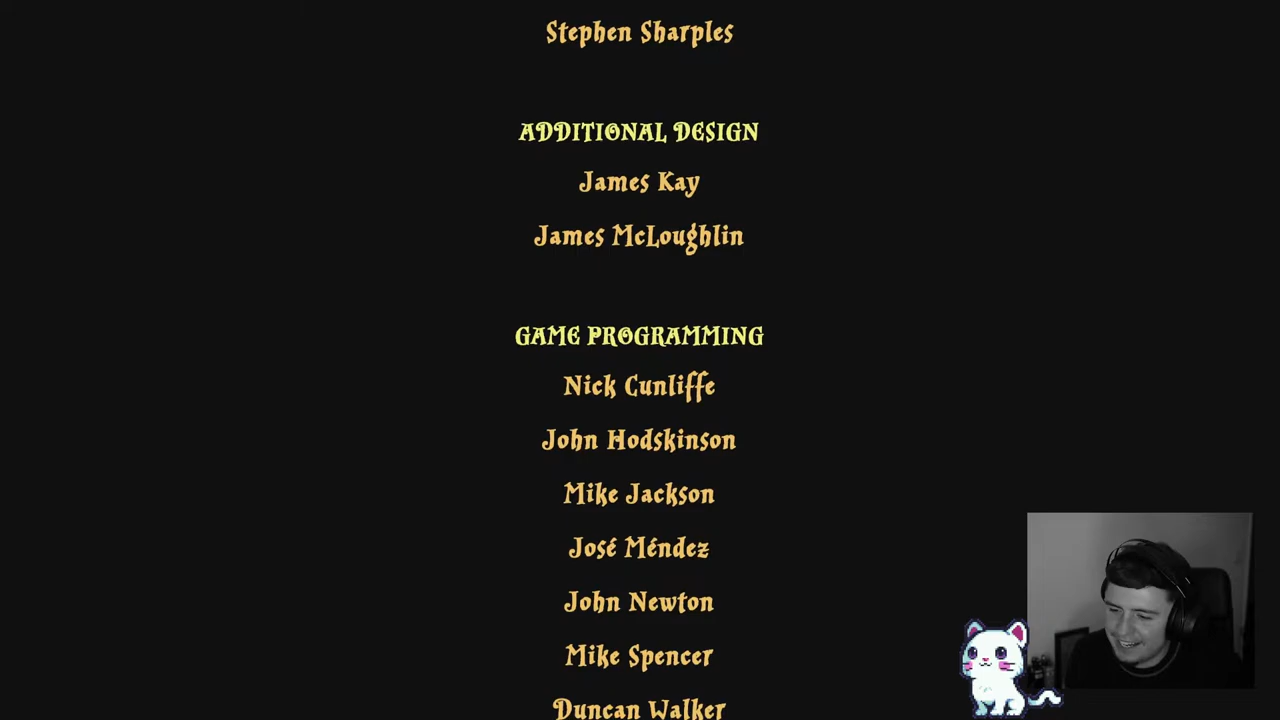 Stephen Sharples
ADDITIONAL DESIGN
James Kay
James McLoughlin
GAME PROGRAMMING
Nick Cunliffe
John Hodskinson
Mike Jackson
José Méndez
John Newton
Mike Spencer
Duncan Walker